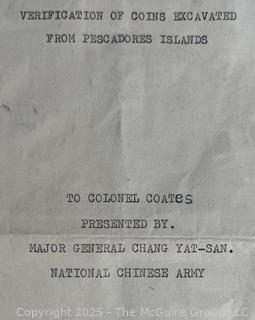 VERIFICATION OF COINS EXCAVATED
FROM PESCADORES ISLANDS
TO COLONEL COATES
PRESENTED BY.
MAJOR GENERAL CHANG YAT-SAN.
NATIONAL CHINESE ARMY
Copyright 2025 - The McGuire Group LLC